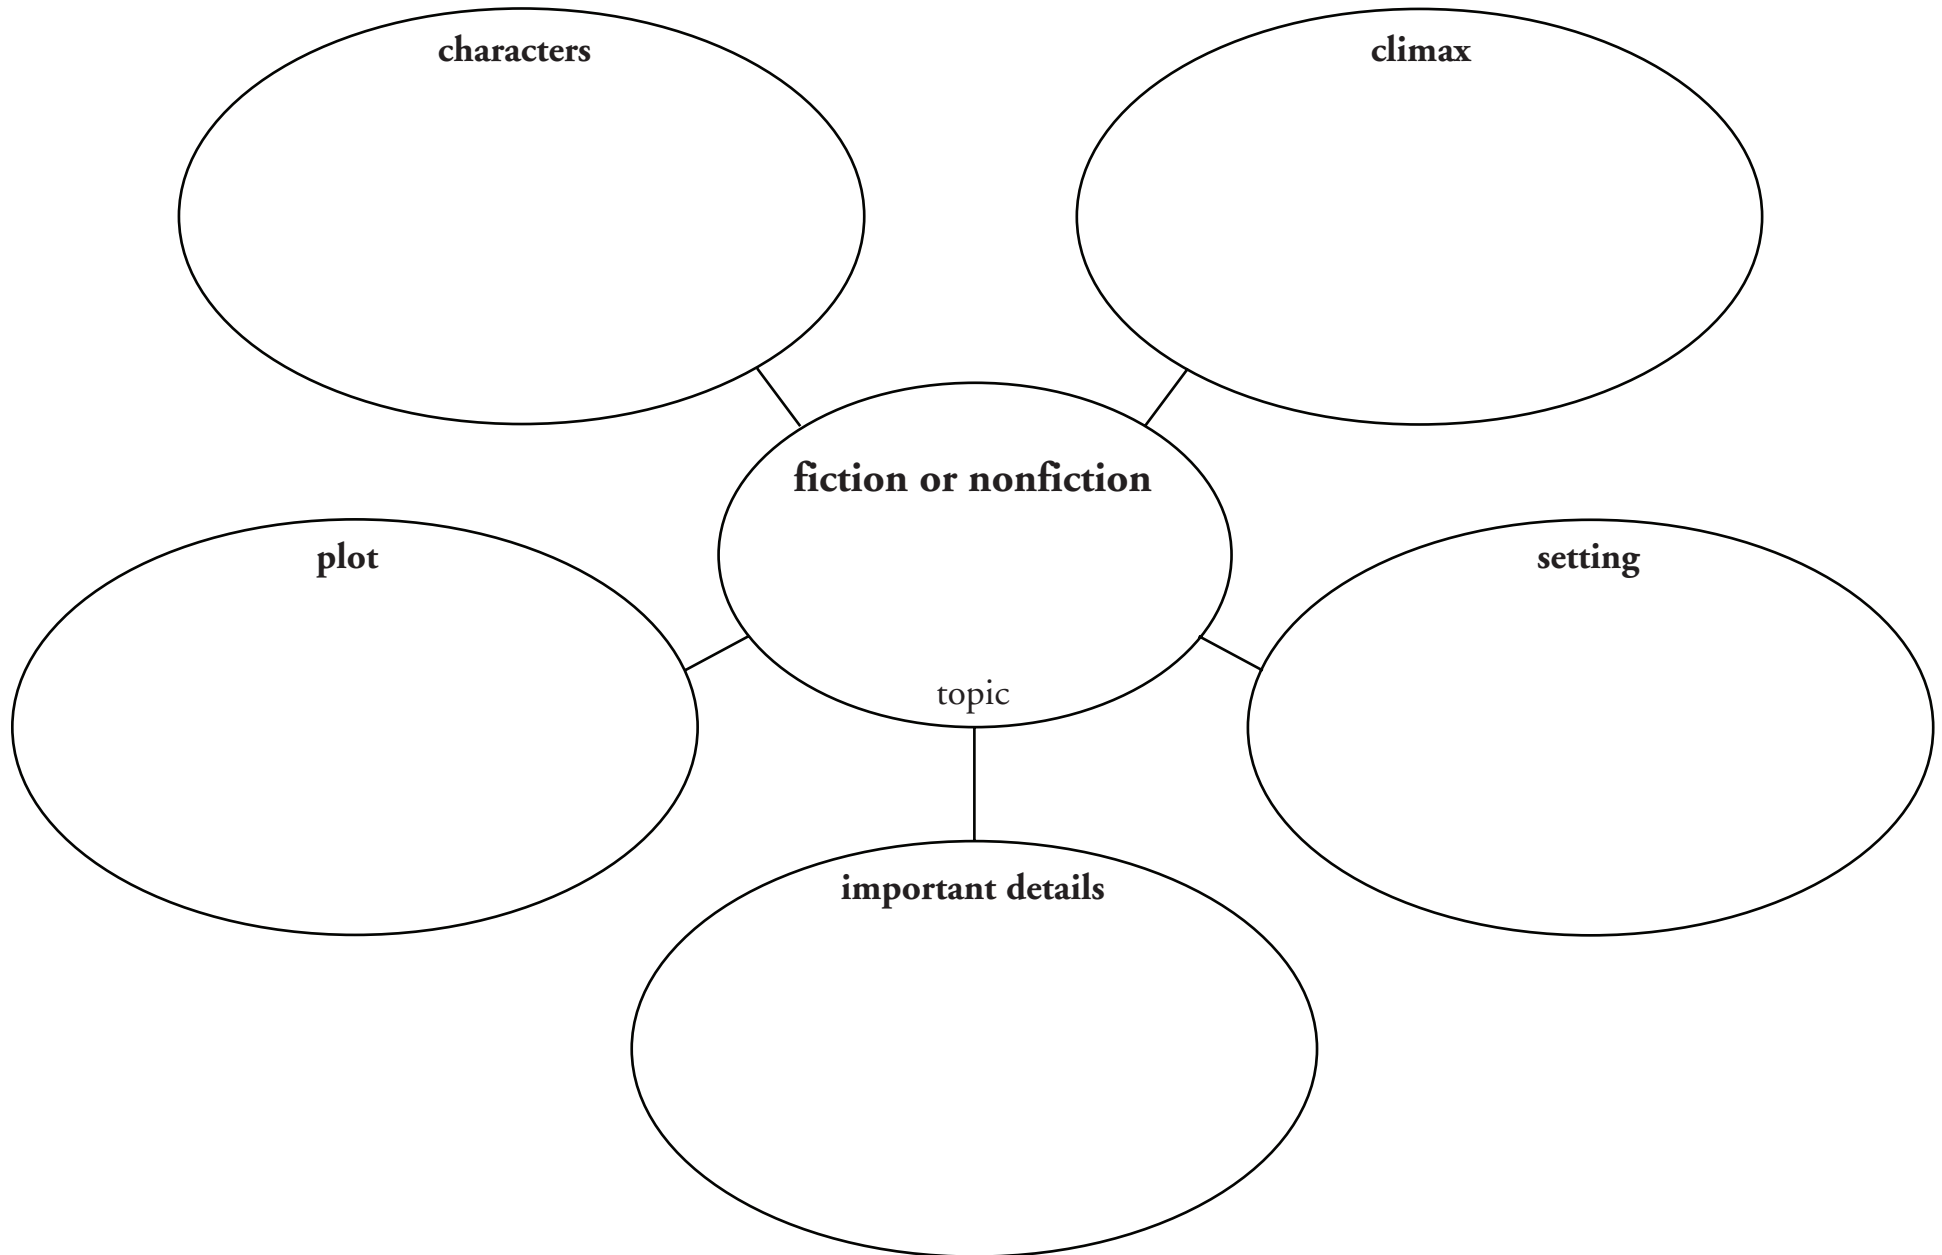 characters
climax
fiction or nonfiction
plot
setting
topic
important details